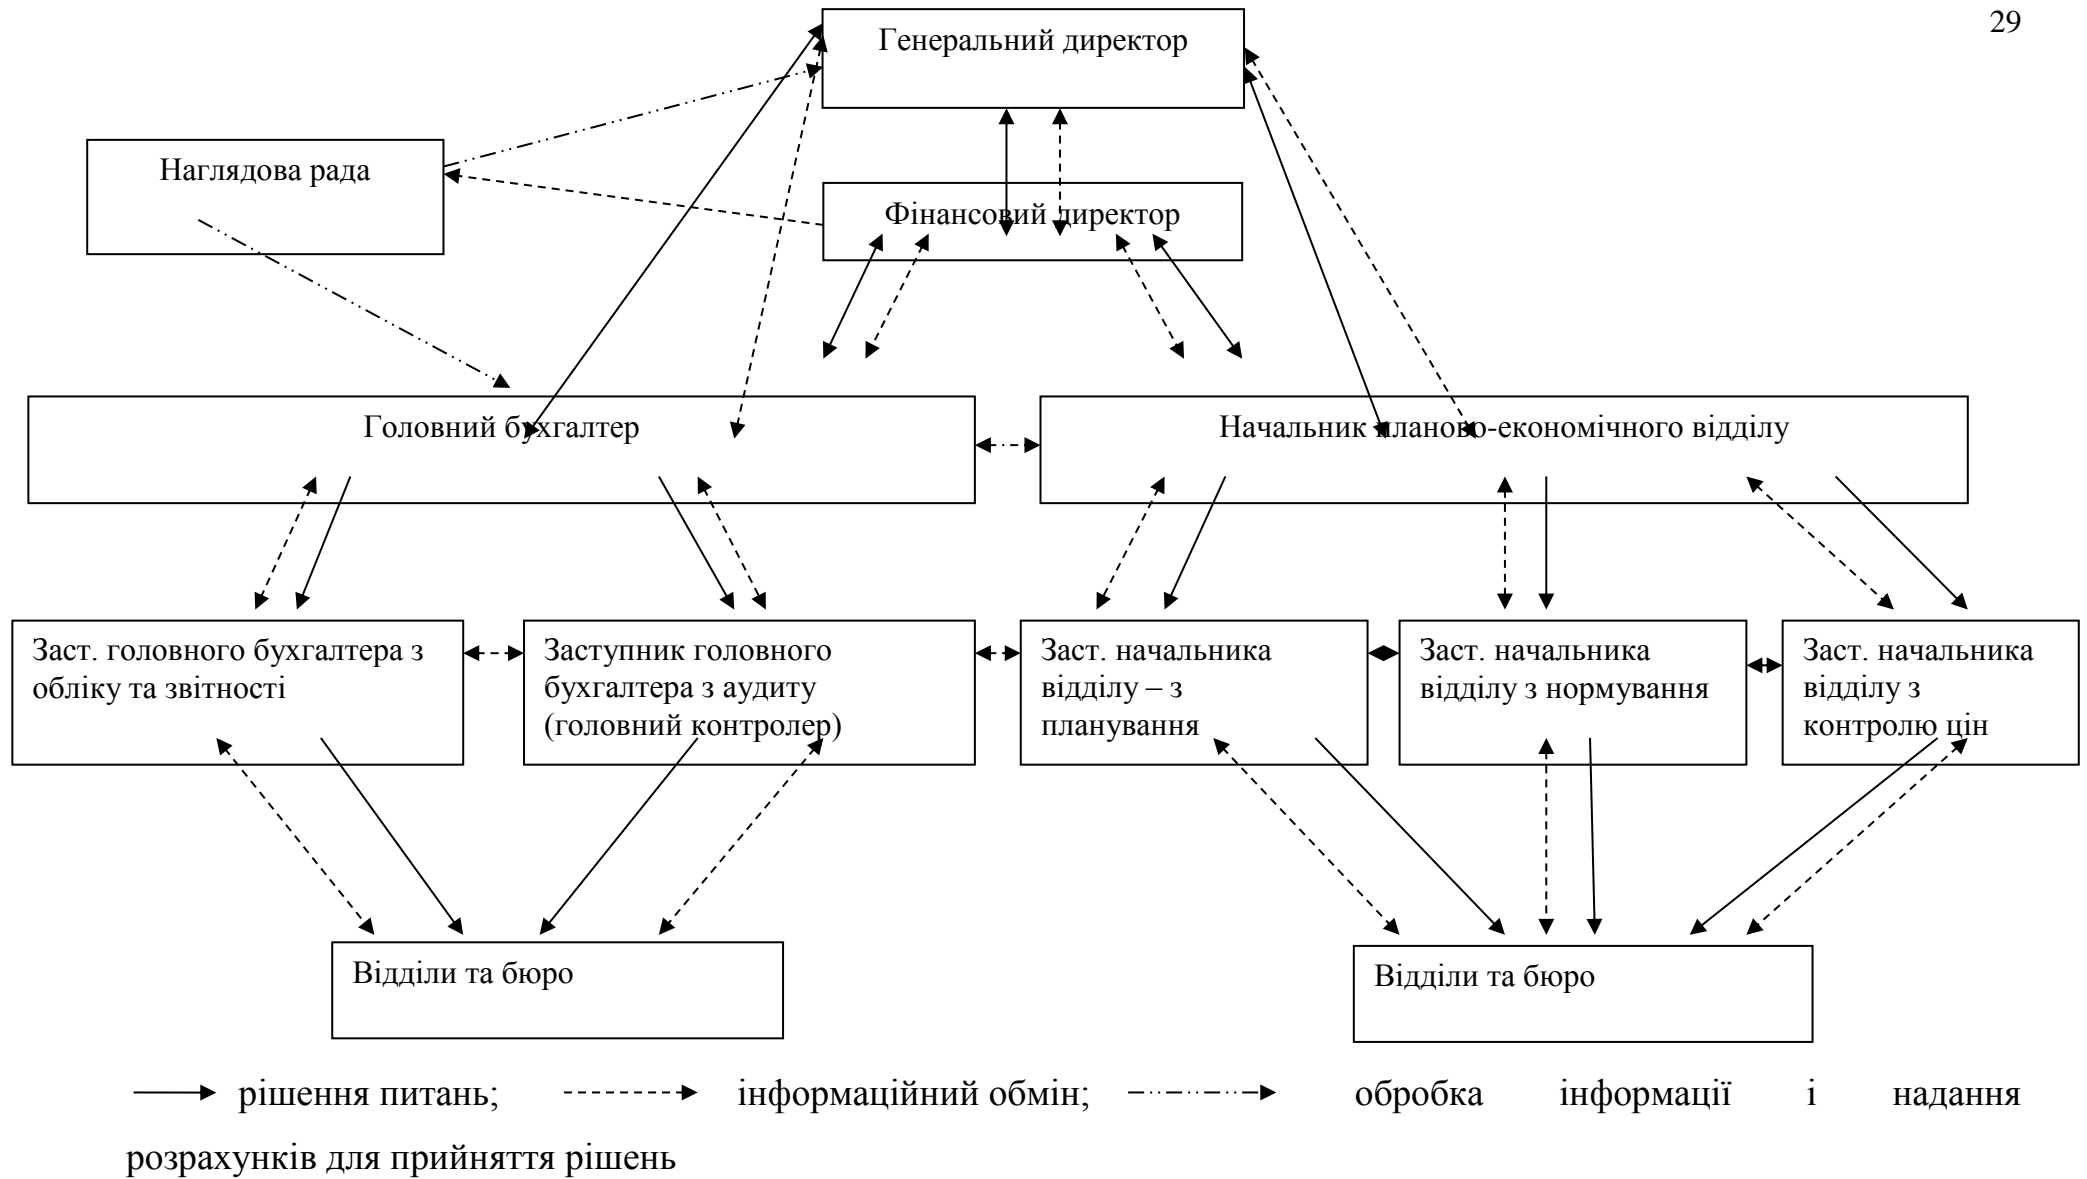 29
Генеральний директор
Наглядова рада
Фінансовий директор
Головний бухгалтер
Начальник планово-економічного відділу
Заст. головного бухгалтера з
обліку та звітності
Заступник головного
бухгалтера з аудиту
(головний контролер)
Заст. начальника
відділу – з
планування
Заст. начальника
відділу з нормування
Заст. начальника
відділу з
контролю цін
Відділи та бюро
Відділи та бюро
рішення питань; інформаційний обмін; обробка інформації і надання
розрахунків для прийняття рішень